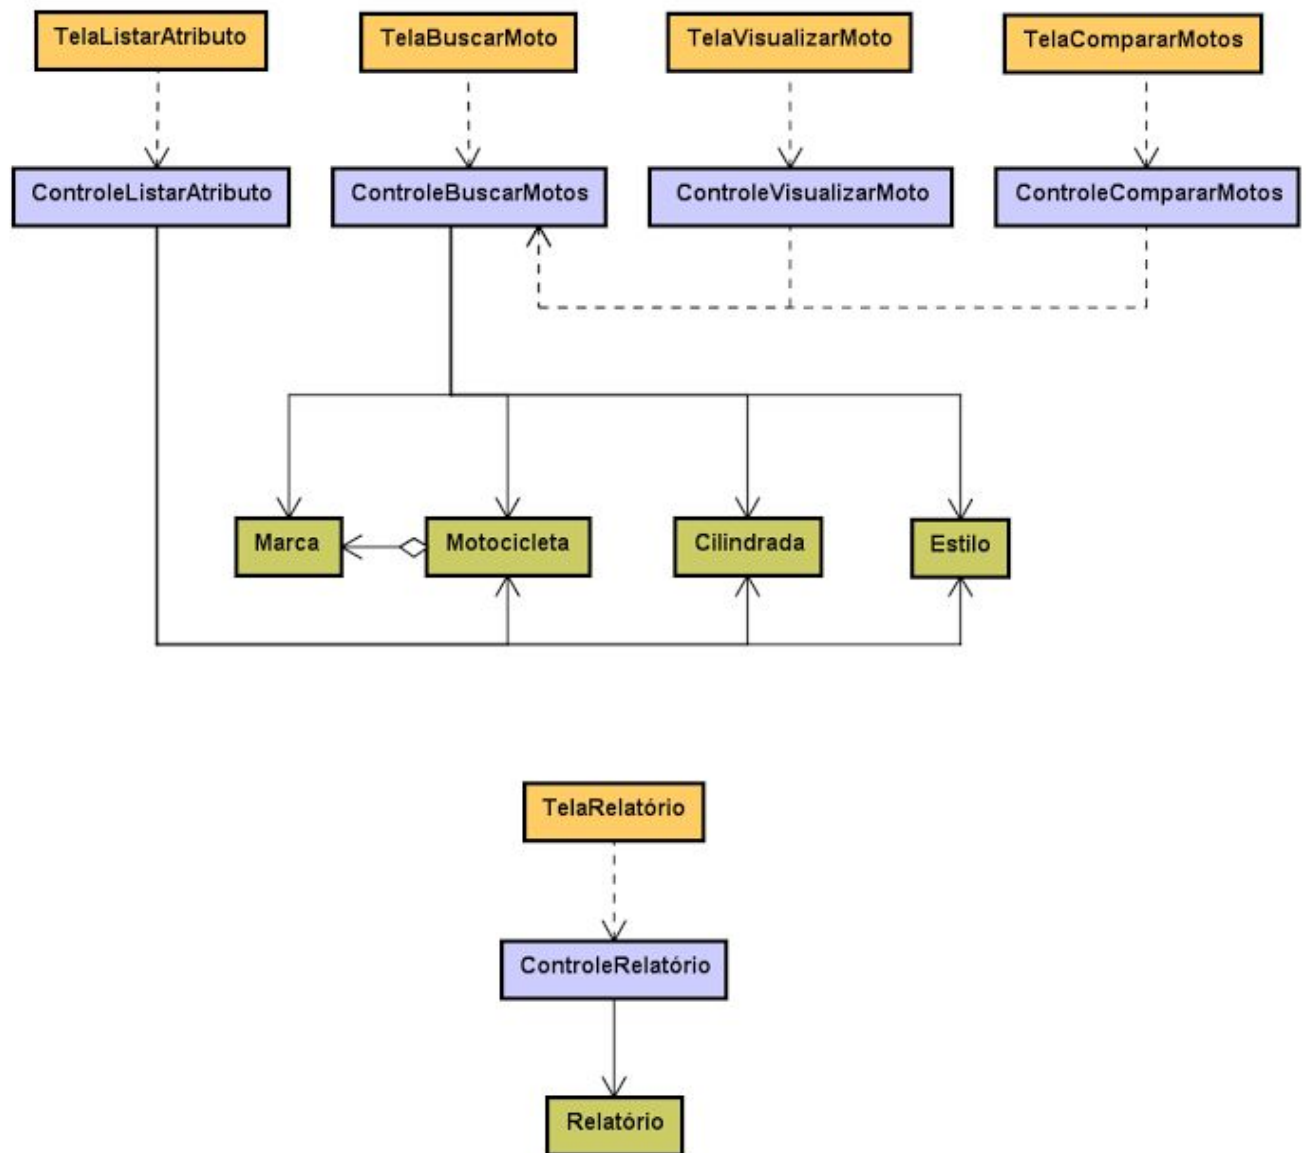 TelaListarAtributo
TelaBuscarMoto
TelaVisualizarMoto
TelaCompararMotos
ControleListarAtributo
ControleBuscarMotos
ControleVisualizarMoto
ControleCompararMotos
Marca
Motocicleta
Cilindrada
Estilo
TelaRelatório
ControleRelatório
Relatório